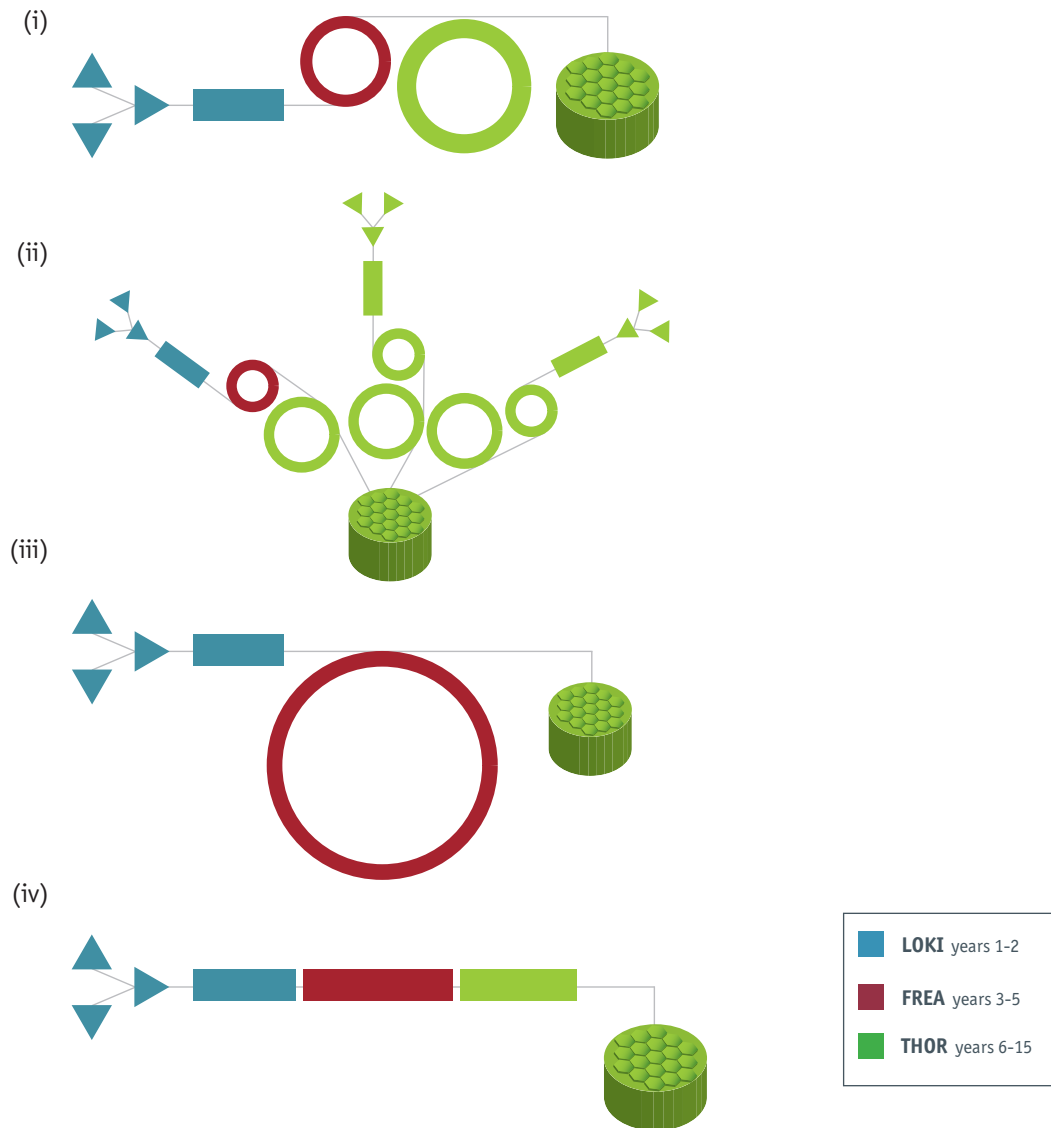 (i)
(ii)
(iii)
(iv)
LOKI years 1-2
FREA years 3-5
THOR years 6-15